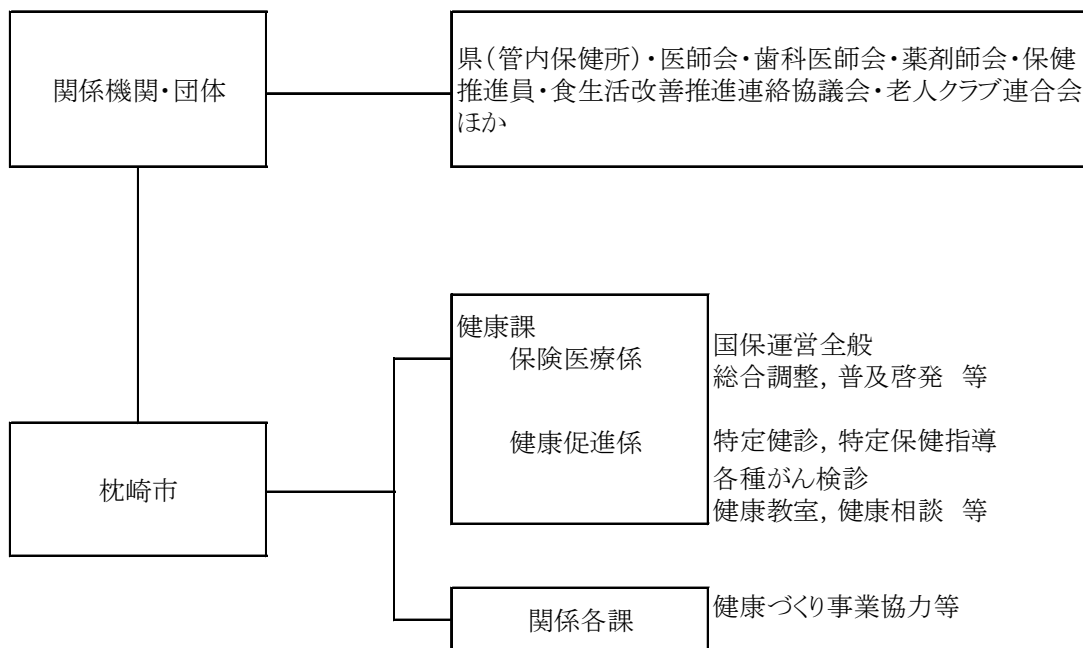 関係機関・団体
県(管内保健所)・医師会・歯科医師会・薬剤師会・保健
推進員・食生活改善推進連絡協議会・老人クラブ連合会
ほか
枕崎市
健康課
保険医療係
国保運営全般
総合調整, 普及啓発 等
健康促進係
特定健診, 特定保健指導
各種がん検診
健康教室, 健康相談 等
関係各課
健康づくり事業協力等